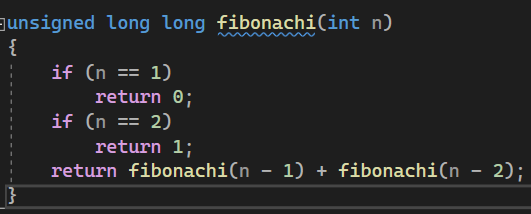 unsigned long long fibonachi(int n)
{
    if (n == 1)
        return 0;
    if (n == 2)
        return 1;
    return fibonachi(n - 1) + fibonachi(n - 2);
}